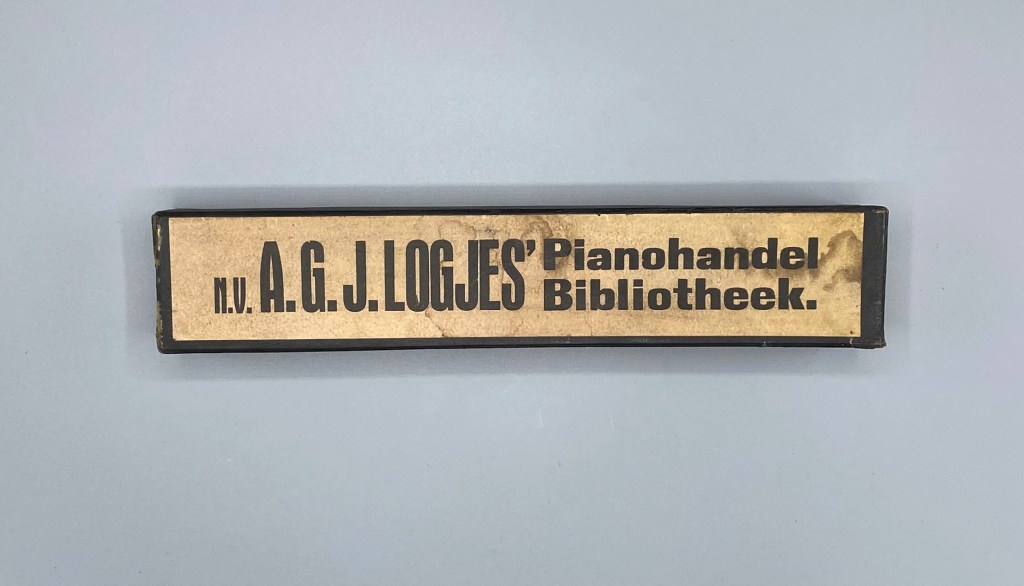 N.V. A.G.J. LOGJES' Pianohandel
Bibliotheek.